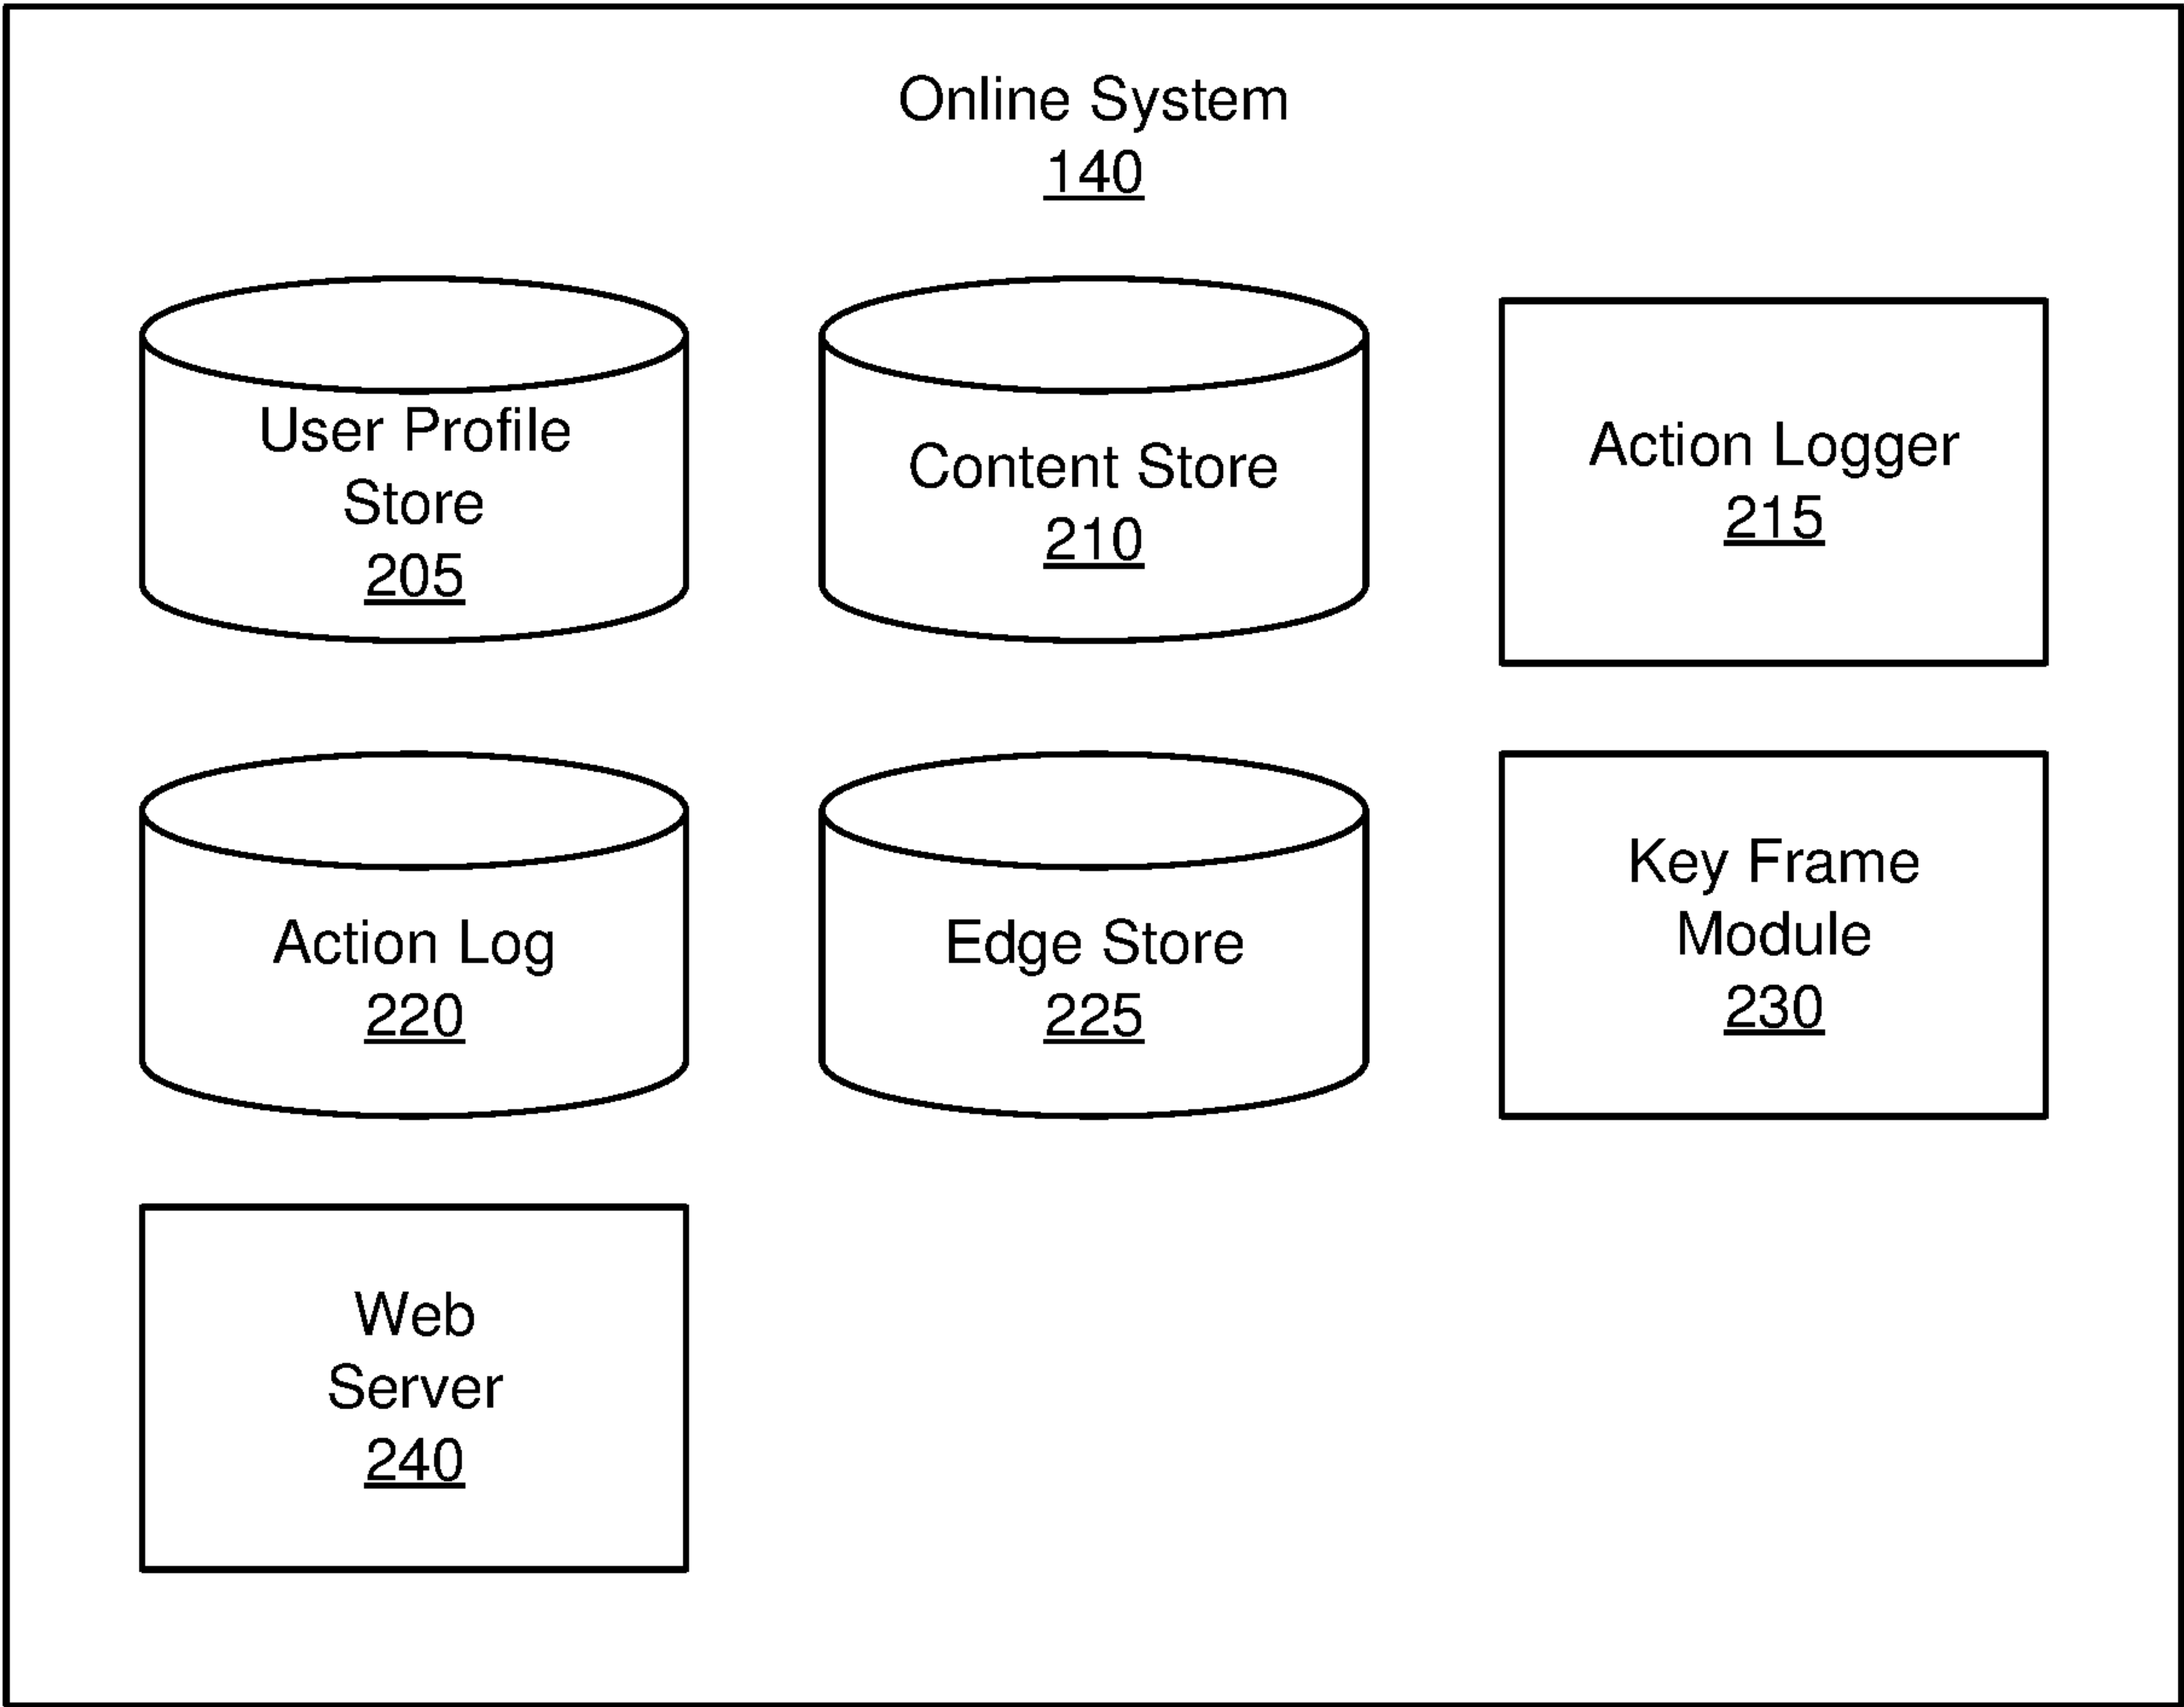 Online System
140
User Profile
Store
205
Content Store
210
Action Logger
215
Action Log
220
Edge Store
225
Key Frame
Module
230
Web
Server
240